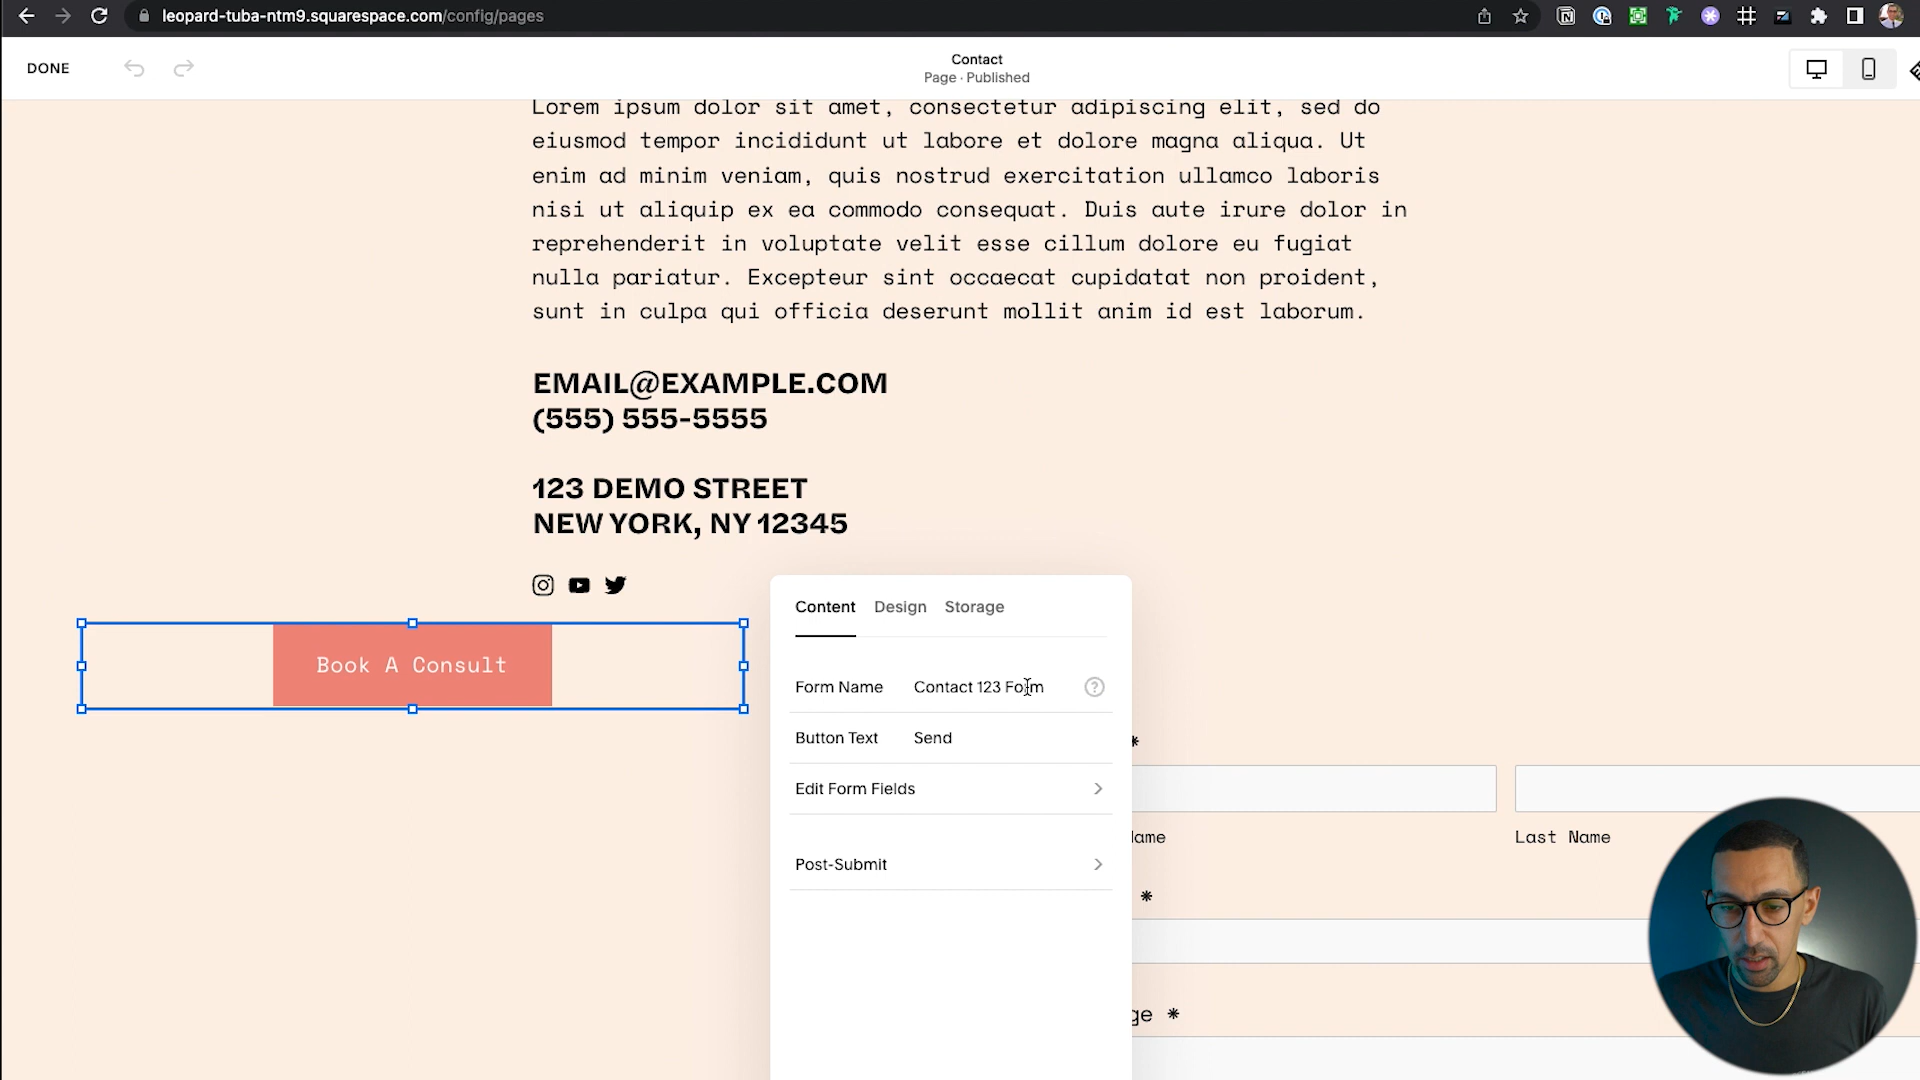 leopard-tuba-ntm9.squarespace.com/config/pages
DONE
Contact
Page · Published
Lorem ipsum dolor sit amet, consectetur adipiscing elit, sed do
eiusmod tempor incididunt ut labore et dolore magna aliqua. Ut
enim ad minim veniam, quis nostrud exercitation ullamco laboris
nisi ut aliquip ex ea commodo consequat. Duis aute irure dolor in
reprehenderit in voluptate velit esse cillum dolore eu fugiat
nulla pariatur. Excepteur sint occaecat cupidatat non proident,
sunt in culpa qui officia deserunt mollit anim id est laborum.
EMAIL@EXAMPLE.COM
(555) 555-5555
123 DEMO STREET
NEW YORK, NY 12345
Book A Consult
Content Design Storage
Form Name Contact 123 Form
Button Text Send
Edit Form Fields
Post-Submit
*
Last Name
*
*